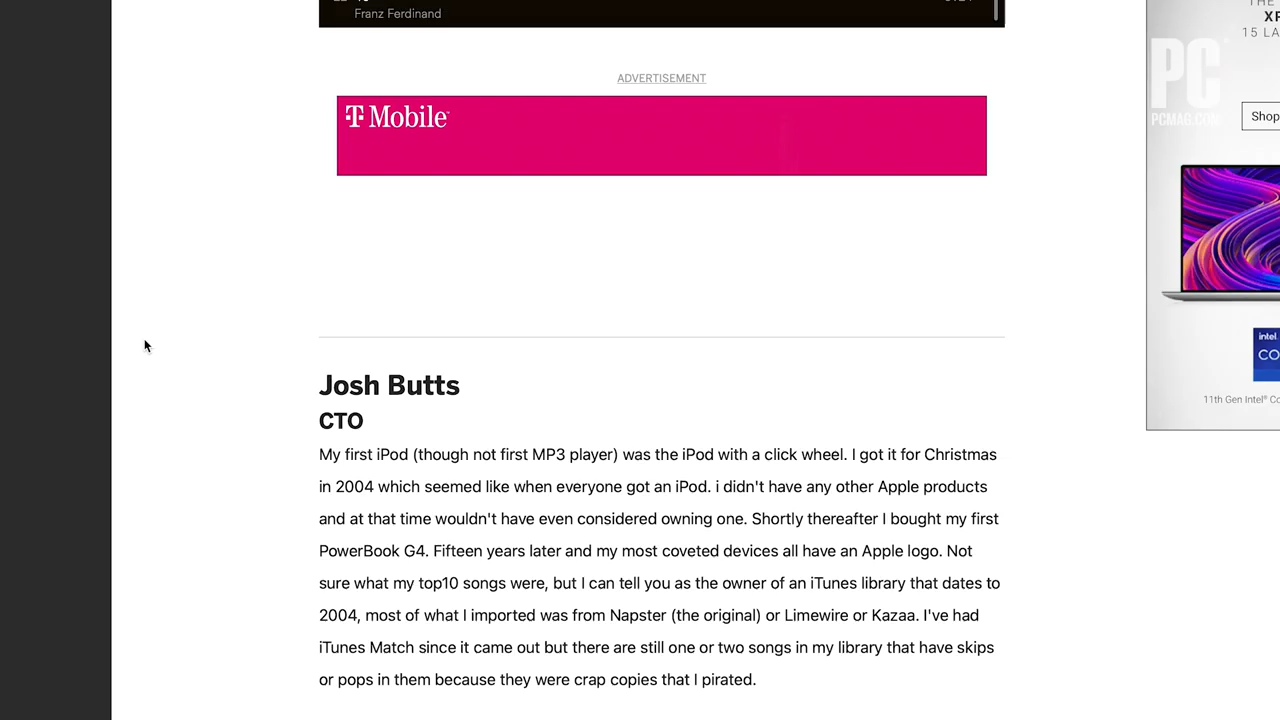 Franz Ferdinand
ADVERTISEMENT
T Mobile
THE
XP
15 LA
PC
PCMAG.COM
Shop
intel
CO
11th Gen Intel® Co
Josh Butts
CTO
My first iPod (though not first MP3 player) was the iPod with a click wheel. I got it for Christmas
in 2004 which seemed like when everyone got an iPod. i didn't have any other Apple products
and at that time wouldn't have even considered owning one. Shortly thereafter I bought my first
PowerBook G4. Fifteen years later and my most coveted devices all have an Apple logo. Not
sure what my top10 songs were, but I can tell you as the owner of an iTunes library that dates to
2004, most of what I imported was from Napster (the original) or Limewire or Kazaa. I've had
iTunes Match since it came out but there are still one or two songs in my library that have skips
or pops in them because they were crap copies that I pirated.